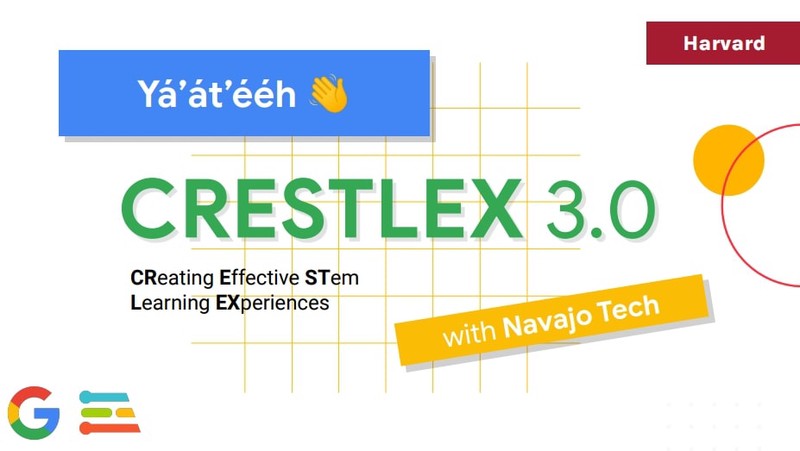 Harvard
Yá’át’ééh 👋
CRESTLEX 3.0
CReating Effective STem
Learning EXperiences
with Navajo Tech